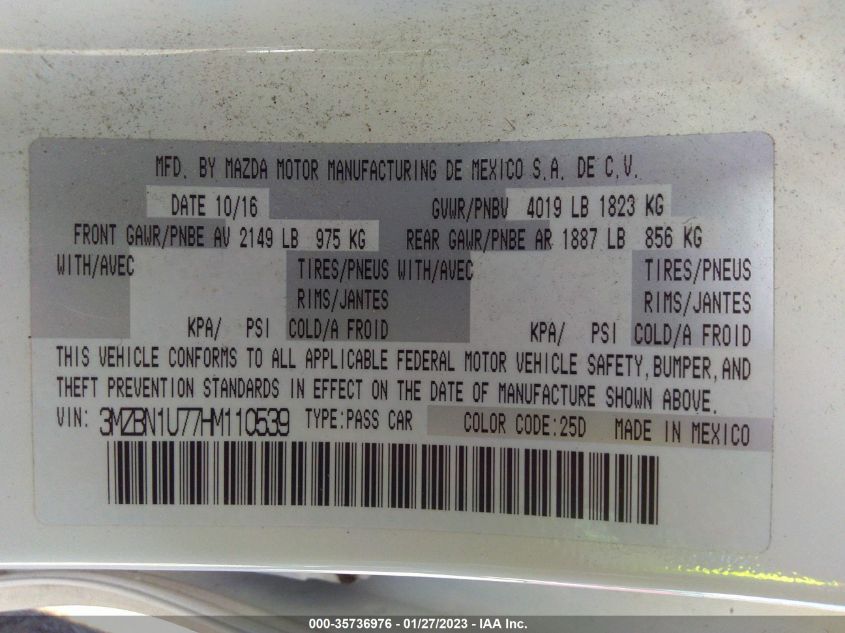 MFD. BY MAZDA MOTOR MANUFACTURING DE MEXICO S.A. DE C.V.
DATE 10/16 GVWR/PNBV 4019 LB 1823 KG
FRONT GAWR/PNBE AV 2149 LB 975 KG REAR GAWR/PNBE AR 1887 LB 856 KG
WITH/AVEC TIRES/PNEUS WITH/AVEC TIRES/PNEUS
RIMS/JANTES RIMS/JANTES
KPA/ PSI COLD/A FROID KPA/ PSI COLD/A FROID
THIS VEHICLE CONFORMS TO ALL APPLICABLE FEDERAL MOTOR VEHICLE SAFETY, BUMPER, AND
THEFT PREVENTION STANDARDS IN EFFECT ON THE DATE OF MANUFACTURE SHOWN ABOVE.
VIN: 3MZBN1U77HM110539 TYPE:PASS CAR COLOR CODE:25D MADE IN MEXICO
000-35736976 - 01/27/2023 - IAA Inc.